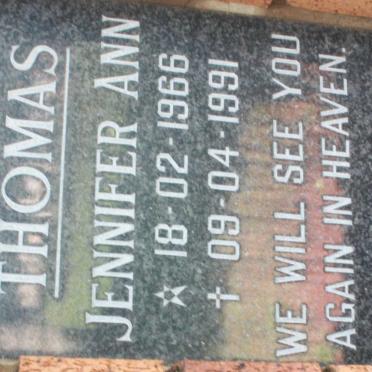 THOMAS
JENNIFER ANN
☆ 18-02-1966
✝ 09-04-1991
WE WILL SEE YOU
AGAIN IN HEAVEN.